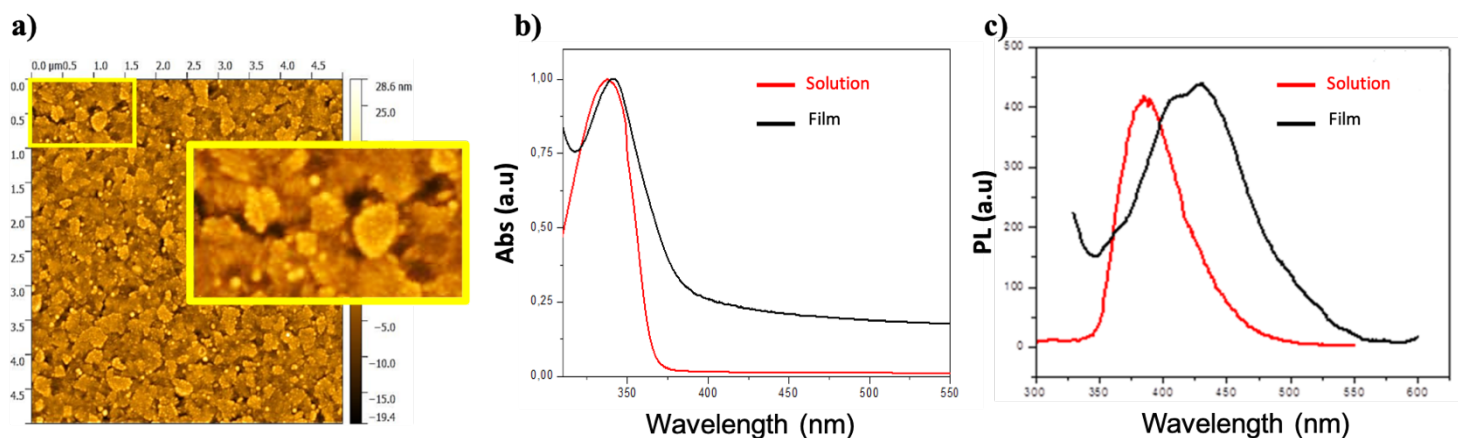 a)
0.0 μm0.5 1.0 1.5 2.0 2.5 3.0 3.5 4.0 4.5
0.0
0.5
1.0
1.5
2.0
2.5
3.0
3.5
4.0
4.5
28.6 nm
25.0
−5.0
−10.0
−15.0
−19.4
b)
1,00
0,75
0,50
0,25
0,00
Abs (a.u)
Solution
Film
350 400 450 500 550
Wavelength (nm)
c)
500
400
300
200
100
0
PL (a.u)
Solution
Film
300 350 400 450 500 550 600
Wavelength (nm)